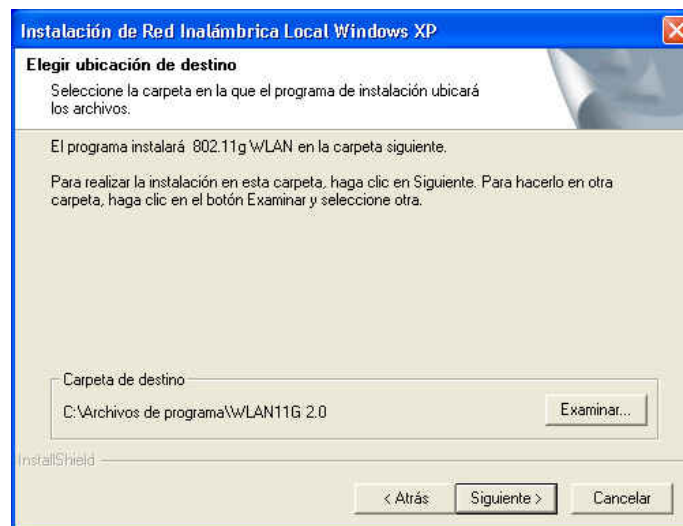 Instalación de Red Inalámbrica Local Windows XP
Elegir ubicación de destino
Seleccione la carpeta en la que el programa de instalación ubicará
los archivos.
El programa instalará 802.11g WLAN en la carpeta siguiente.
Para realizar la instalación en esta carpeta, haga clic en Siguiente. Para hacerlo en otra
carpeta, haga clic en el botón Examinar y seleccione otra.
Carpeta de destino
C:\Archivos de programa\WLAN11G 2.0
Examinar...
InstallShield
< Atrás
Siguiente >
Cancelar